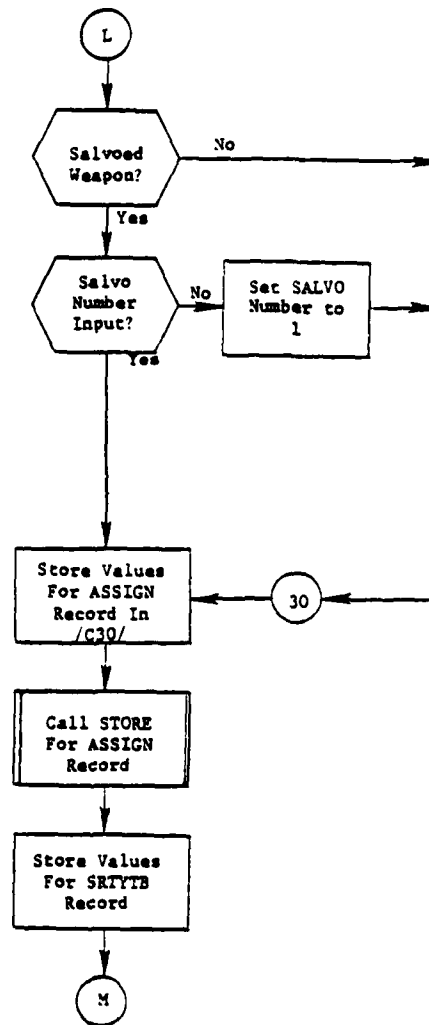 L
Salvoed
Weapon?
No
Yes
Salvo
Number
Input?
No
Set SALVO
Number to
1
Yes
Store Values
For ASSIGN
Record In
/C30/
30
Call STORE
For ASSIGN
Record
Store Values
For SRTYTB
Record
M